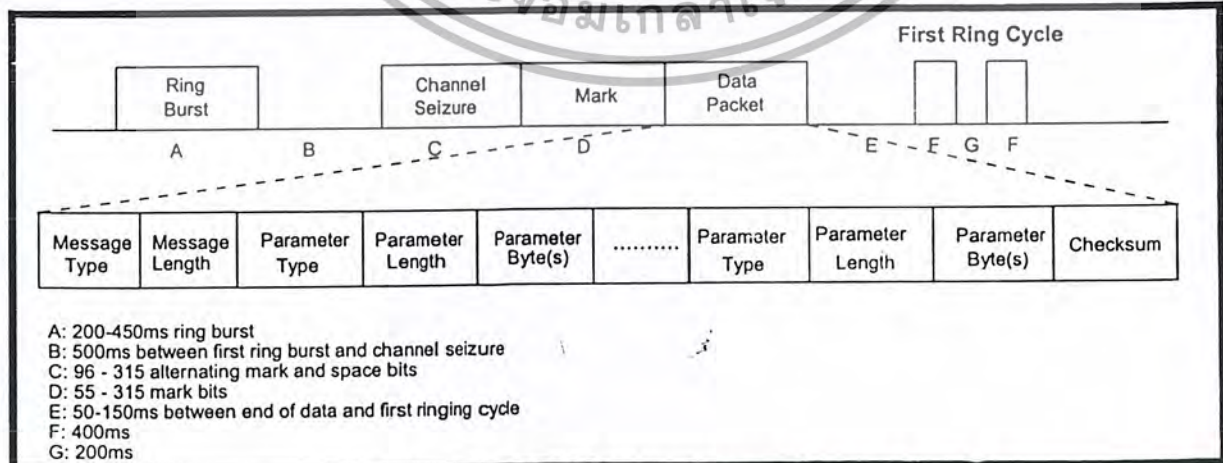 First Ring Cycle
Ring Burst
Channel Seizure
Mark
Data Packet
A B C D E F G F
Message Type
Message Length
Parameter Type
Parameter Length
Parameter Byte(s)
..........
Parameter Type
Parameter Length
Parameter Byte(s)
Checksum
A: 200-450ms ring burst
B: 500ms between first ring burst and channel seizure
C: 96 - 315 alternating mark and space bits
D: 55 - 315 mark bits
E: 50-150ms between end of data and first ringing cycle
F: 400ms
G: 200ms